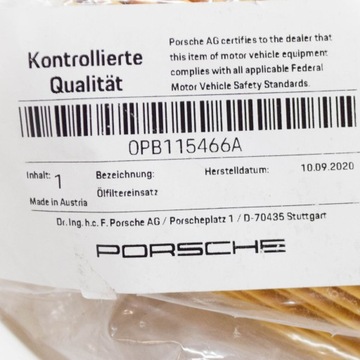 Kontrollierte
Qualität
Porsche AG certifies to the dealer that
this item of motor vehicle equipment
complies with all applicable Federal
Motor Vehicle Safety Standards.
0PB115466A
Inhalt: 1
Bezeichnung:
Herstelldatum: 10.09.2020
Ölfiltereinsatz
Made in Austria
Dr. Ing. h.c. F. Porsche AG / Porscheplatz 1 / D-70435 Stuttgart
PORSCHE